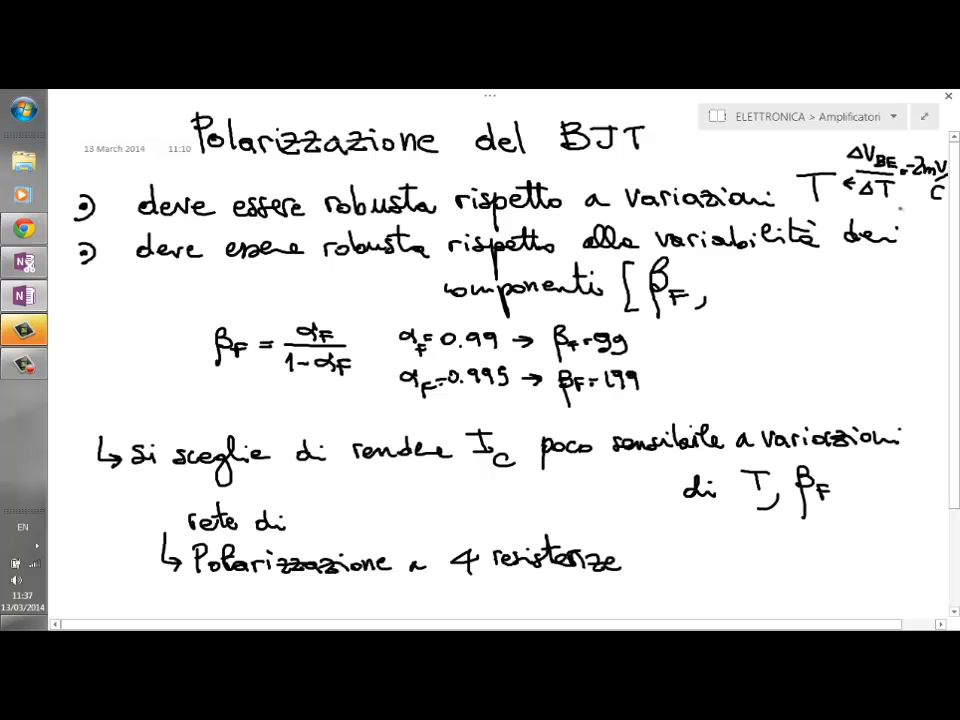 ELETTRONICA > Amplificatori
13 March 2014 11:10
Polarizzazione del BJT
ΔV_BE / ΔT = -2mV/C
deve essere robusta rispetto a variazioni T ←
deve essere robusta rispetto alla variabilità dei
componenti [β_F,
β_F = α_F / 1-α_F α_F=0.99 → β_F=99
α_F=0.995 → β_F=199
↳ si sceglie di rendere I_C poco sensibile a variazioni
di T, β_F
rete di
↳ Polarizzazione a 4 resistenze
EN
11:37
13/03/2014